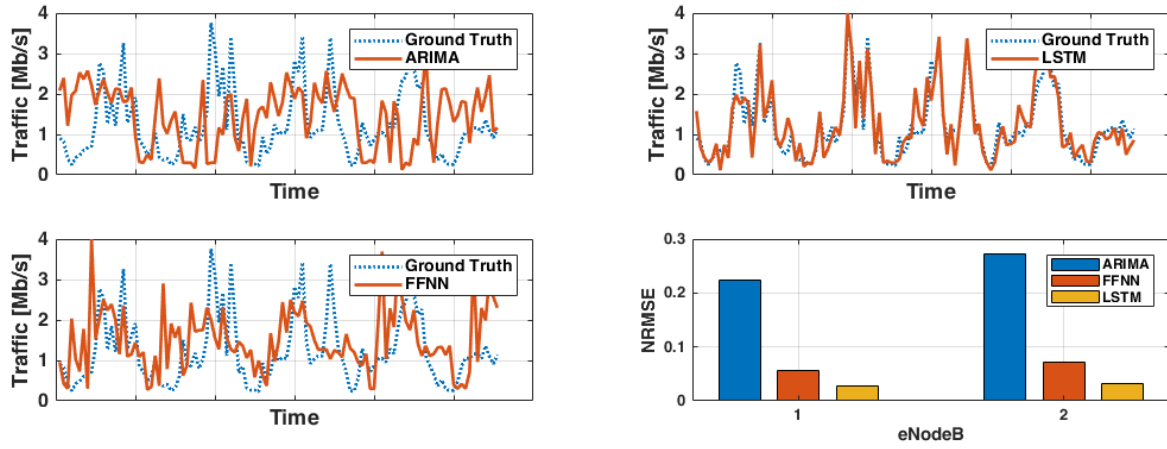 4
3
2
1
0
Traffic [Mb/s]
Time
Ground Truth
ARIMA
4
3
2
1
0
Traffic [Mb/s]
Time
Ground Truth
LSTM
4
3
2
1
0
Traffic [Mb/s]
Time
Ground Truth
FFNN
0.3
0.2
0.1
0
NRMSE
1
2
eNodeB
ARIMA
FFNN
LSTM